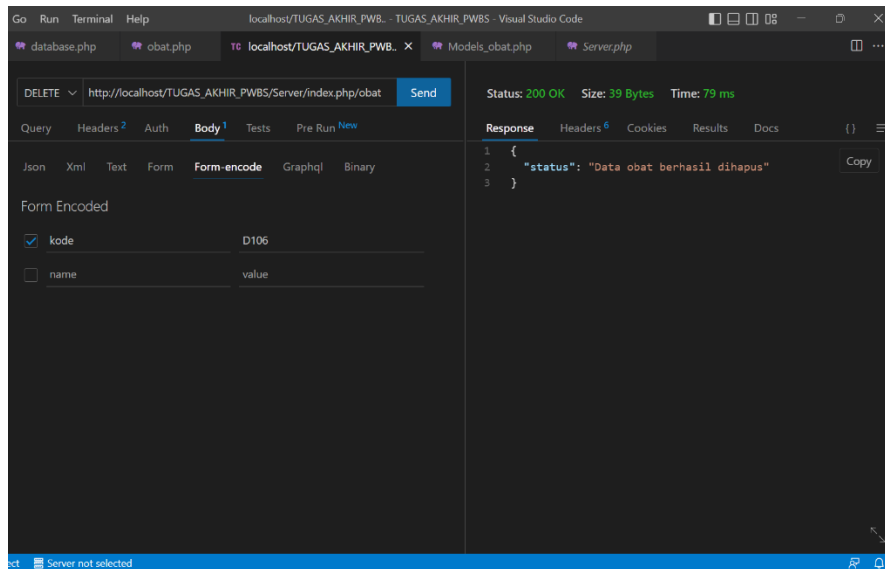 Go Run Terminal Help localhost/TUGAS_AKHIR_PWB.. - TUGAS_AKHIR_PWBS - Visual Studio Code
database.php obat.php TC localhost/TUGAS_AKHIR_PWB.. Models_obat.php Server.php
DELETE http://localhost/TUGAS_AKHIR_PWBS/Server/index.php/obat Send
Query Headers 2 Auth Body 1 Tests Pre Run New
Json Xml Text Form Form-encode Graphql Binary
Form Encoded
kode D106
name value
Status: 200 OK Size: 39 Bytes Time: 79 ms
Response Headers 6 Cookies Results Docs {}
1 {
2 "status": "Data obat berhasil dihapus"
3 }
Copy
ect Server not selected